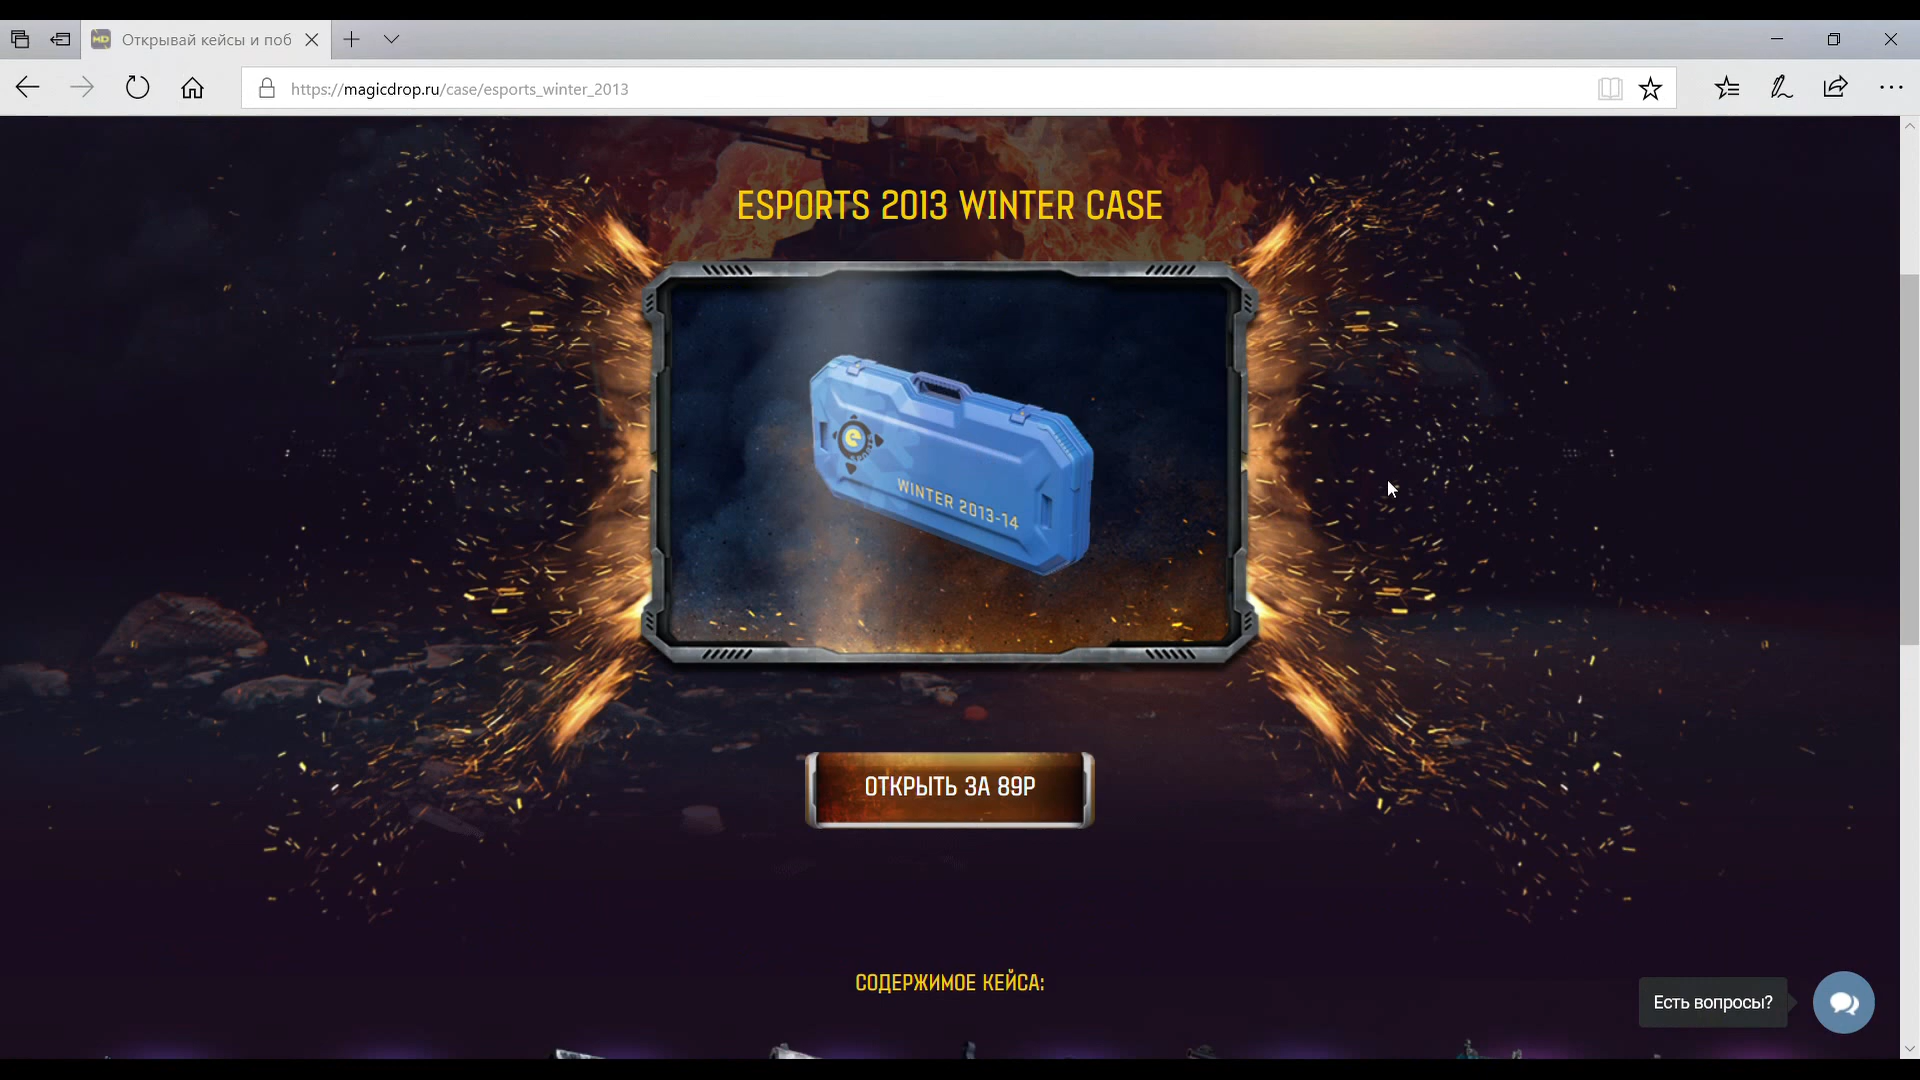 MD
Открывай кейсы и поб
https://magicdrop.ru/case/esports_winter_2013
ESPORTS 2013 WINTER CASE
e
WINTER 2013-14
ОТКРЫТЬ ЗА 89Р
СОДЕРЖИМОЕ КЕЙСА:
Есть вопросы?